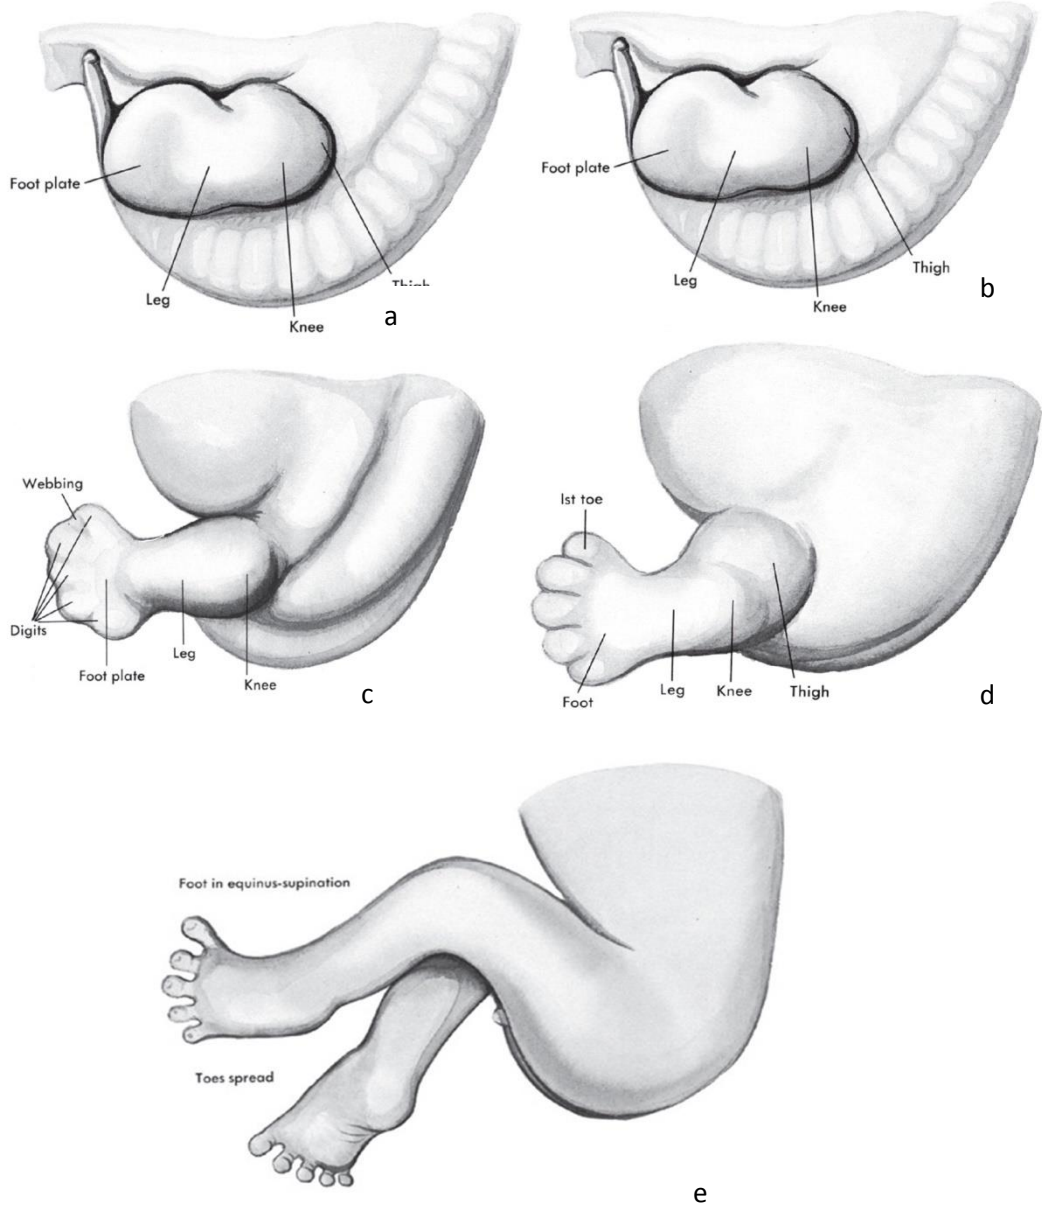 Foot plate
Leg
Knee
a
Foot plate
Leg
Thigh
Knee
b
Webbing
Digits
Foot plate
Leg
Knee
c
Ist toe
Foot
Leg
Knee
Thigh
d
Foot in equinus-supination
Toes spread
e